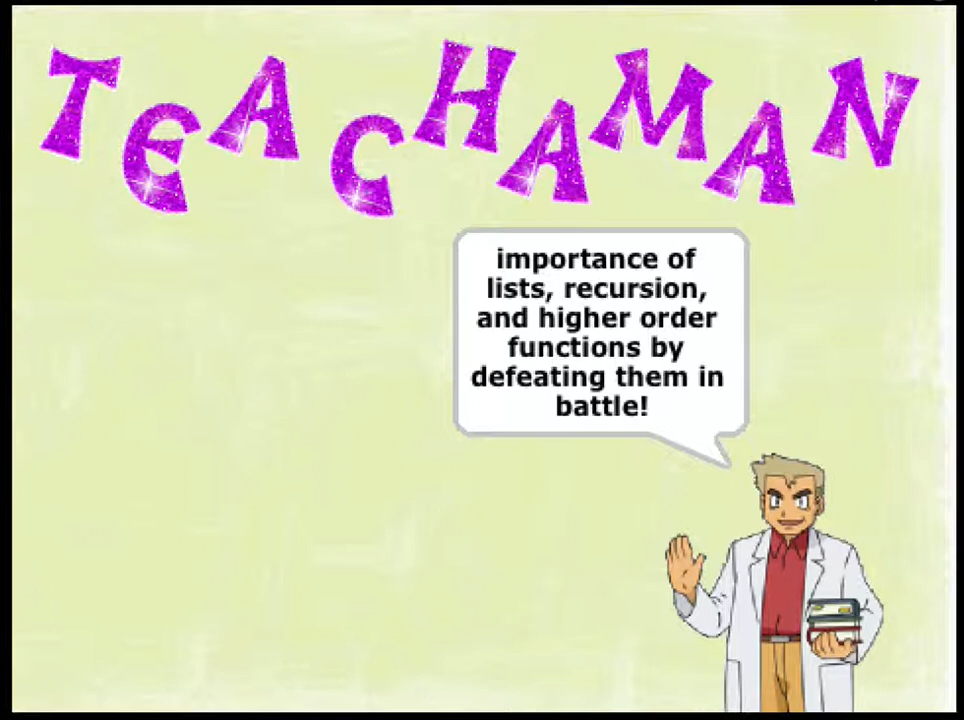 TEACHAMAN
importance of
lists, recursion,
and higher order
functions by
defeating them in
battle!